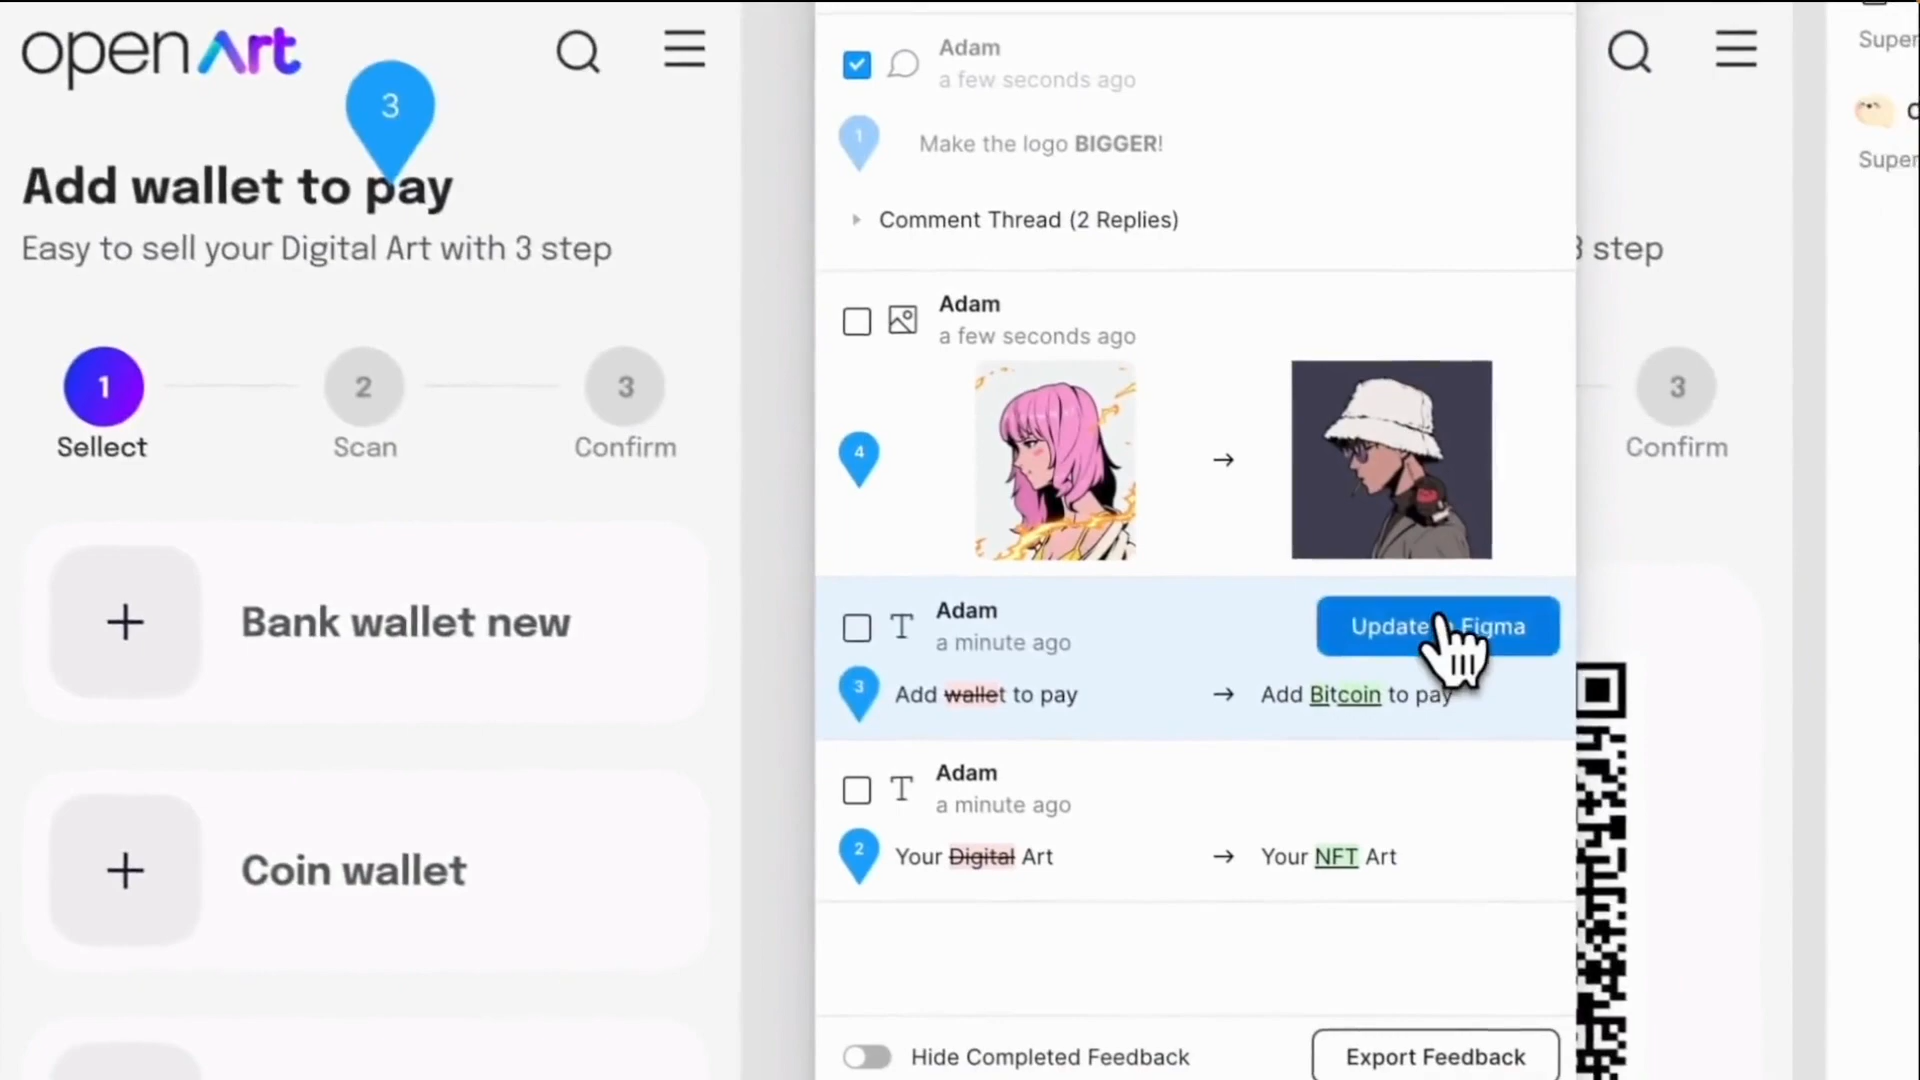 openArt
3
Add wallet to pay
Easy to sell your Digital Art with 3 step
1
2
3
Sellect
Scan
Confirm
Bank wallet new
Coin wallet
Adam
a few seconds ago
1
Make the logo BIGGER!
Comment Thread (2 Replies)
Adam
a few seconds ago
4
→
Adam
a minute ago
Update Figma
3
Add wallet to pay → Add Bitcoin to pay
Adam
a minute ago
2
Your Digital Art → Your NFT Art
Hide Completed Feedback
Export Feedback
3 step
3
Confirm
Super
Super